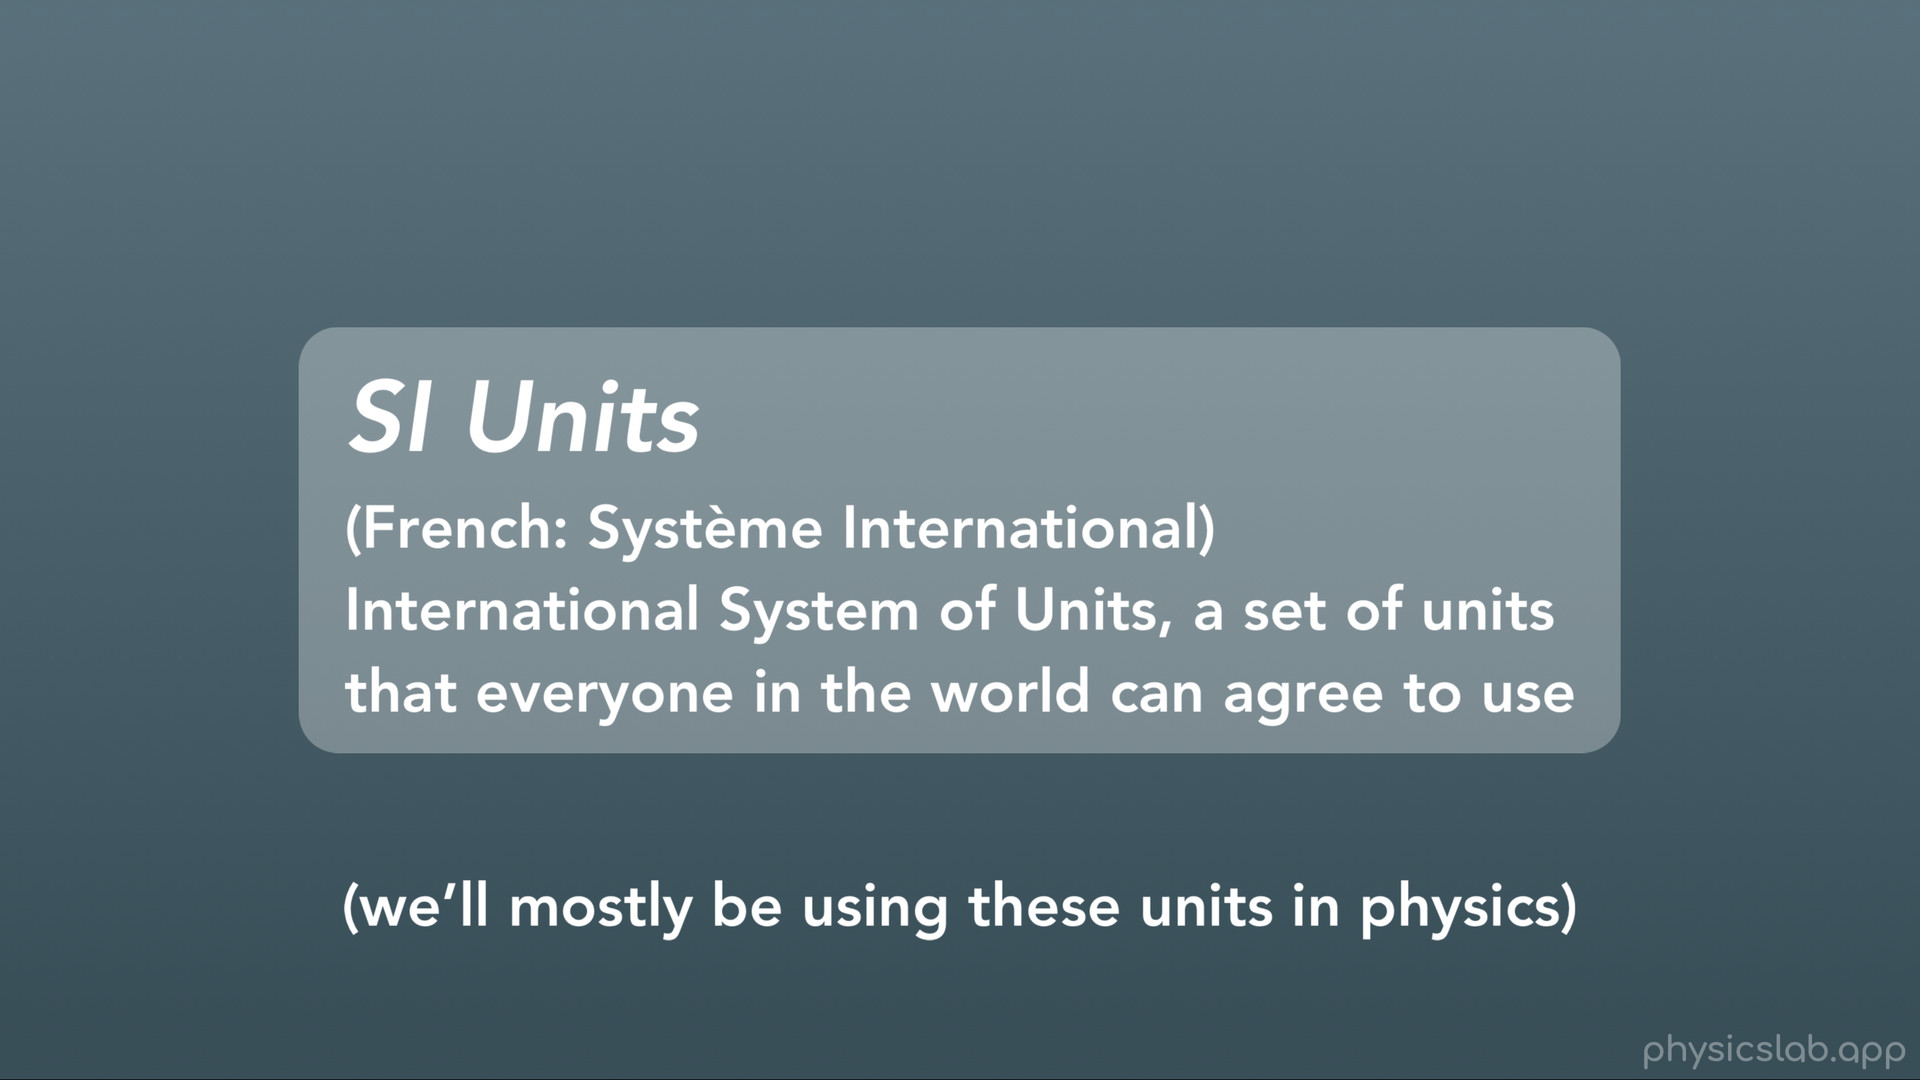 SI Units
(French: Système International)
International System of Units, a set of units
that everyone in the world can agree to use
(we’ll mostly be using these units in physics)
physicslab.app